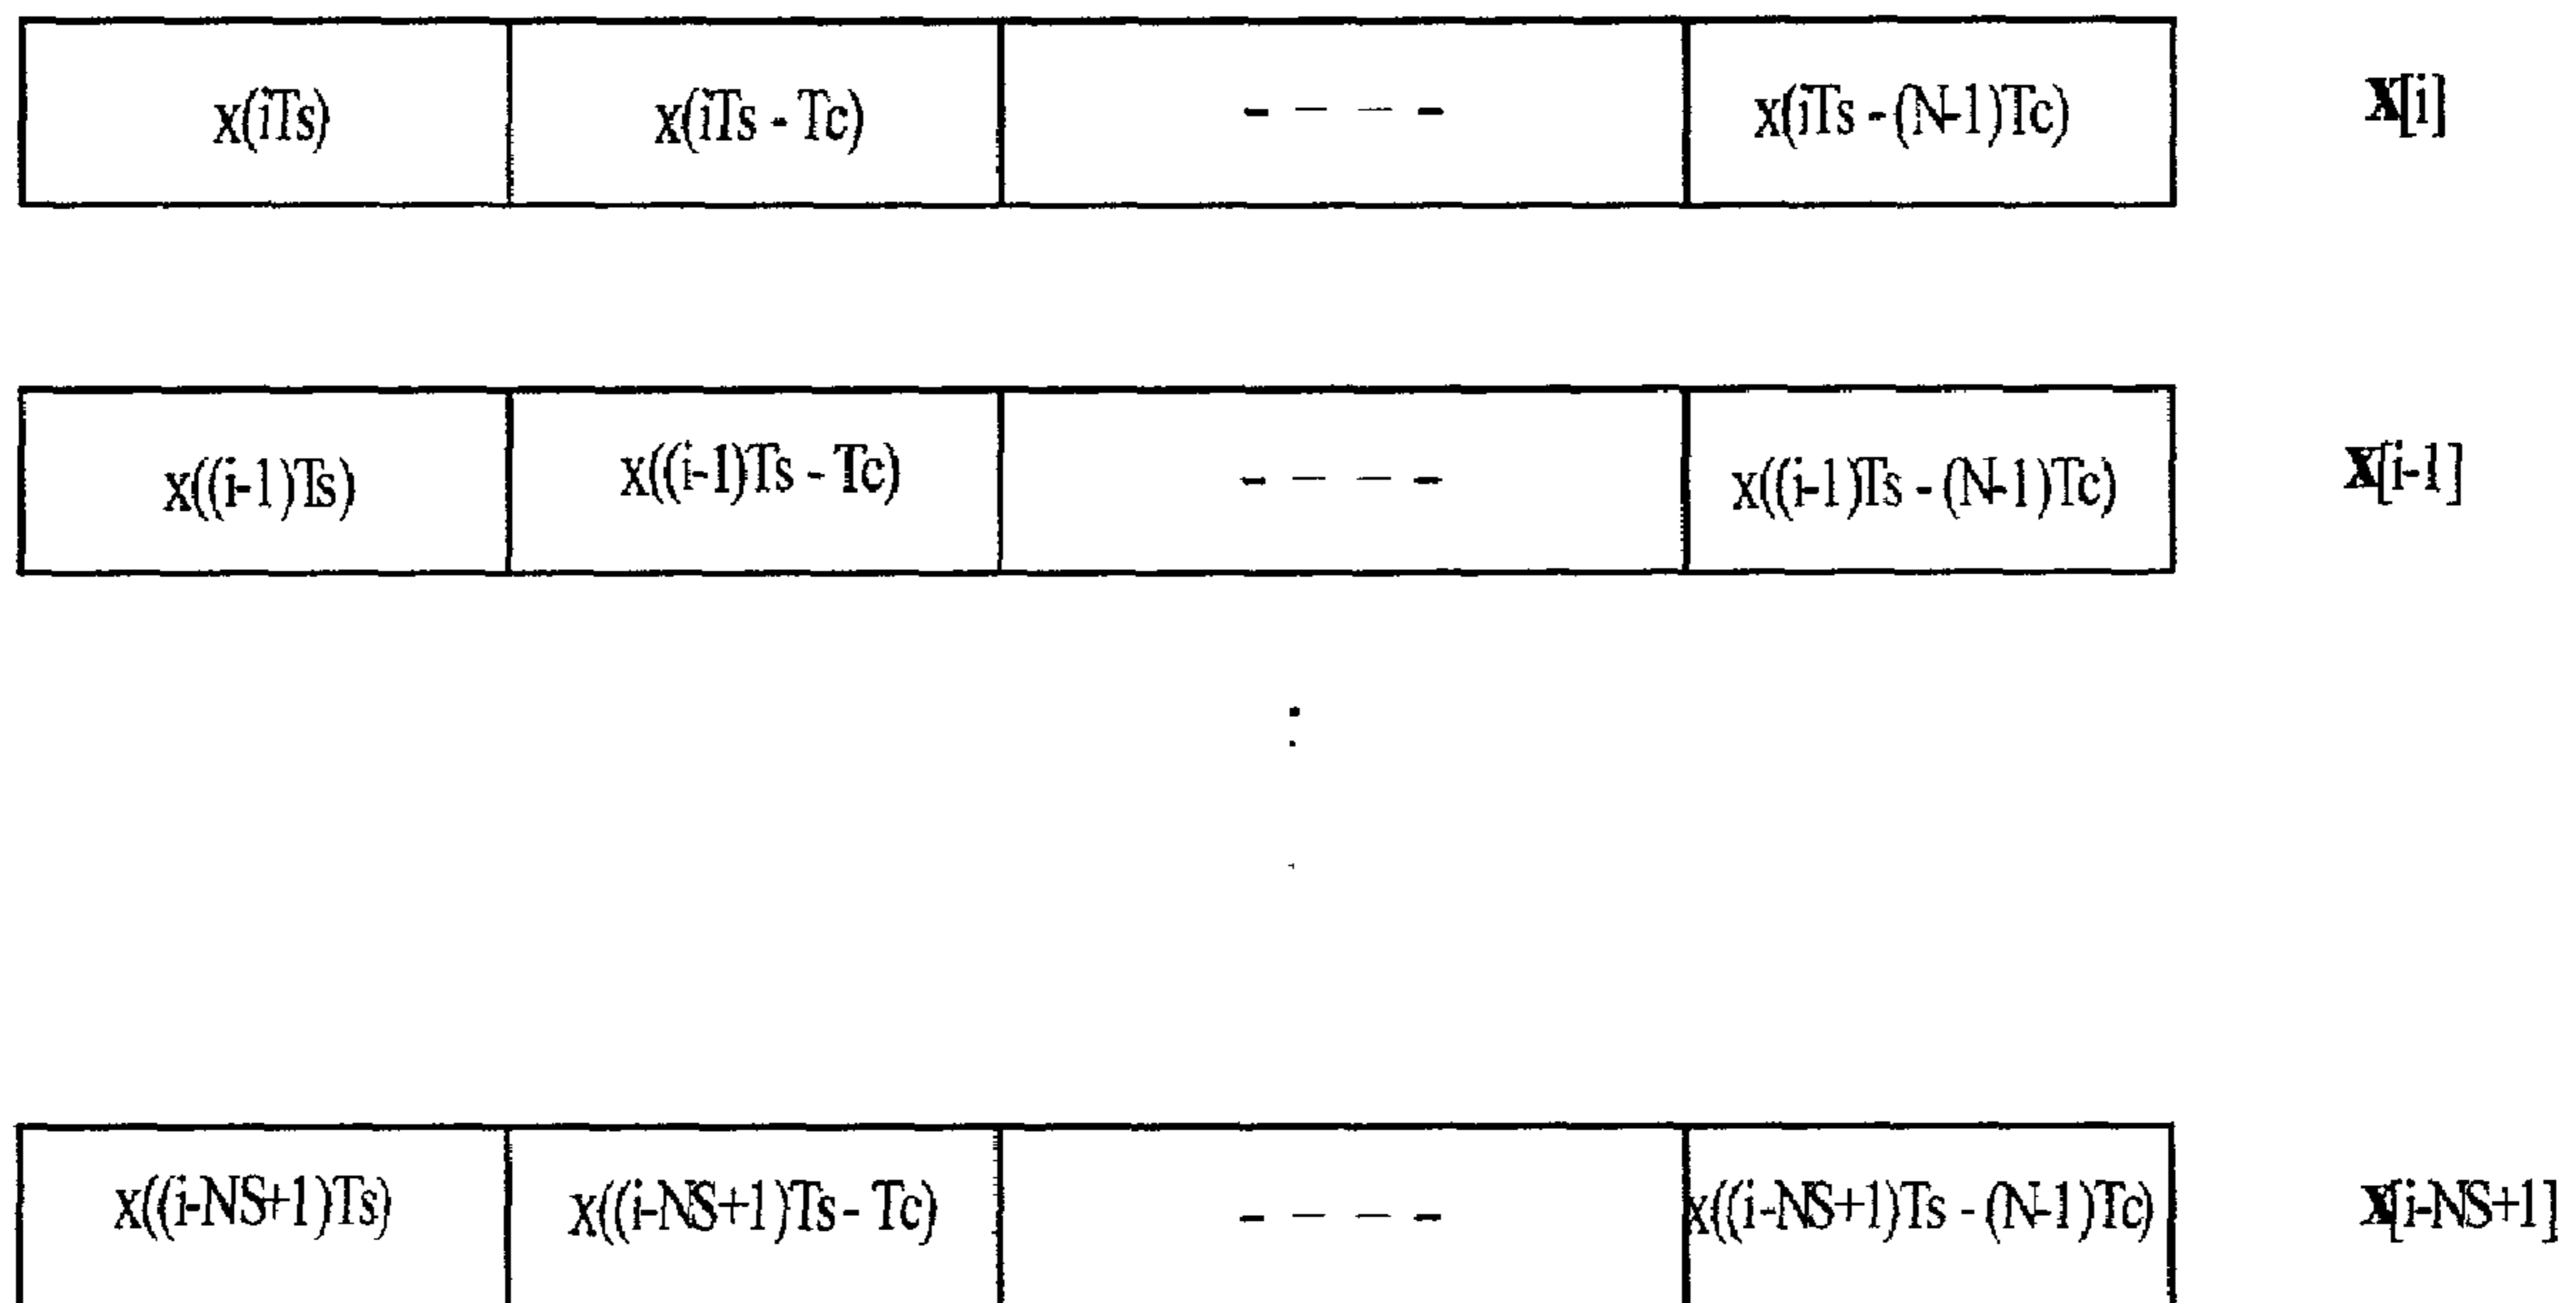 x(iTs) x(iTs - Tc) - - - - x(iTs - (N-1)Tc) x[i]
x((i-1)Ts) x((i-1)Ts - Tc) - - - - x((i-1)Ts - (N-1)Tc) x[i-1]
x((i-NS+1)Ts) x((i-NS+1)Ts - Tc) - - - - x((i-NS+1)Ts - (N-1)Tc) x[i-NS+1]